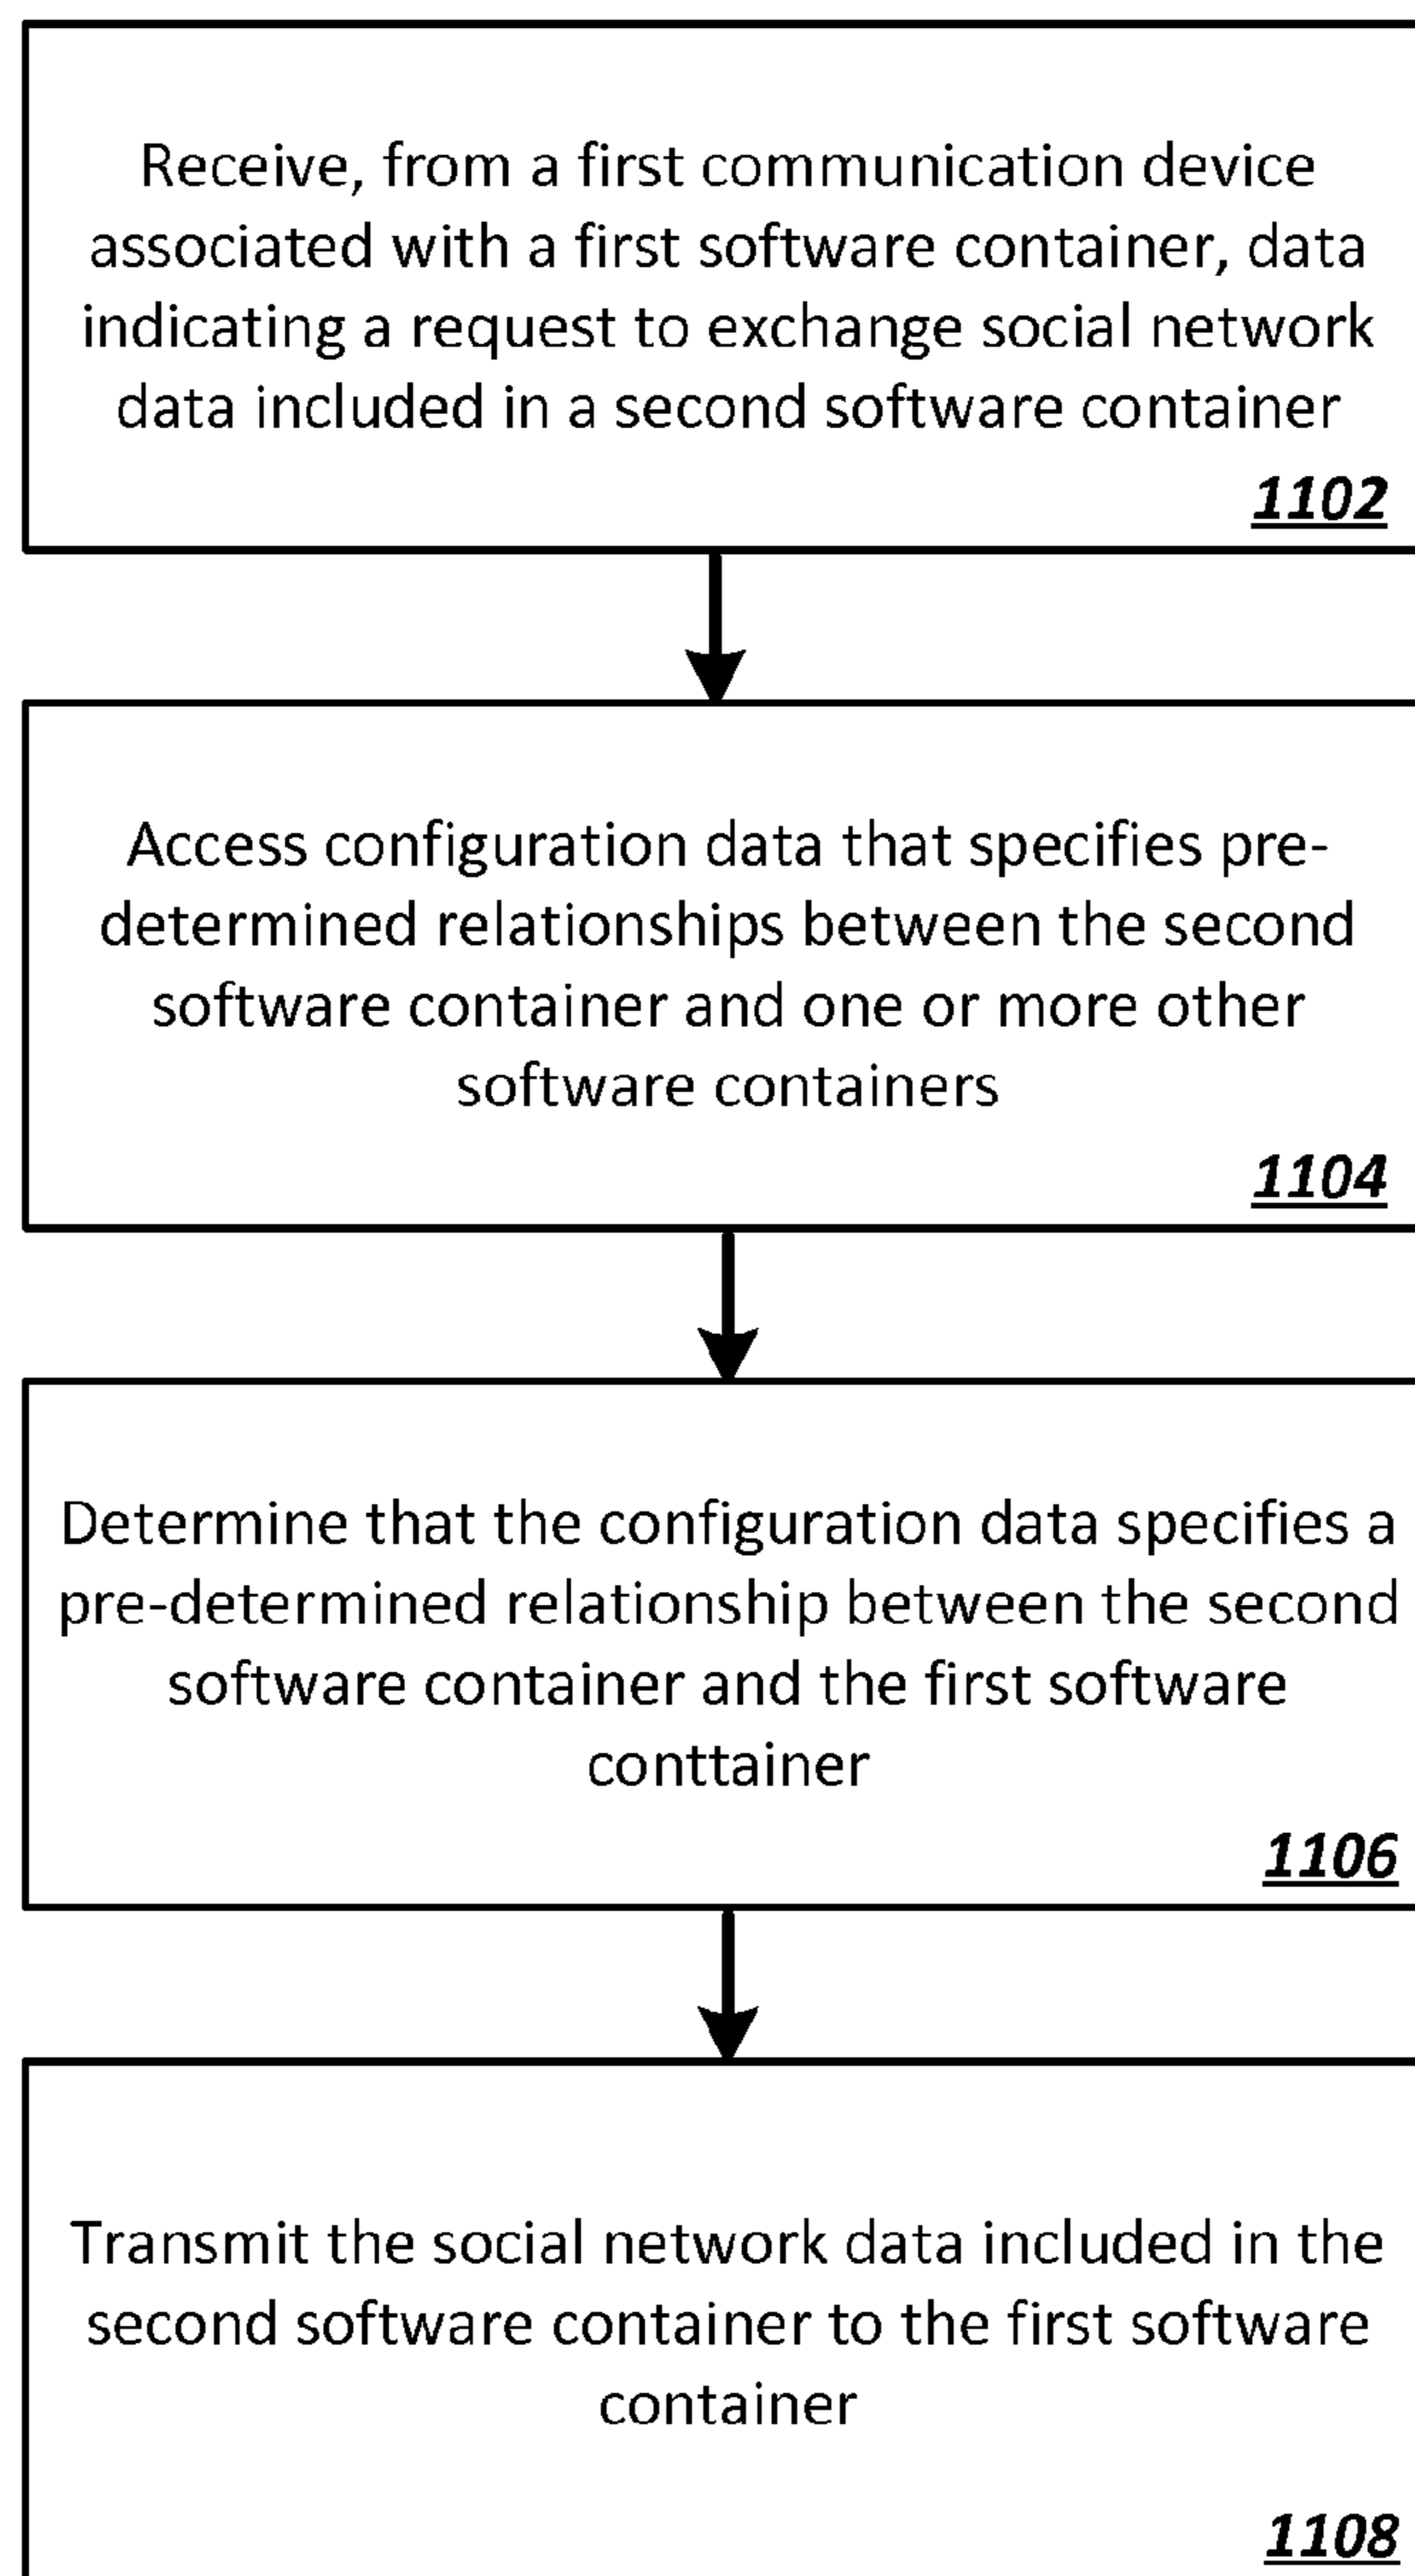 Receive, from a first communication device
associated with a first software container, data
indicating a request to exchange social network
data included in a second software container
1102
Access configuration data that specifies pre-
determined relationships between the second
software container and one or more other
software containers
1104
Determine that the configuration data specifies a
pre-determined relationship between the second
software container and the first software
conttainer
1106
Transmit the social network data included in the
second software container to the first software
container
1108